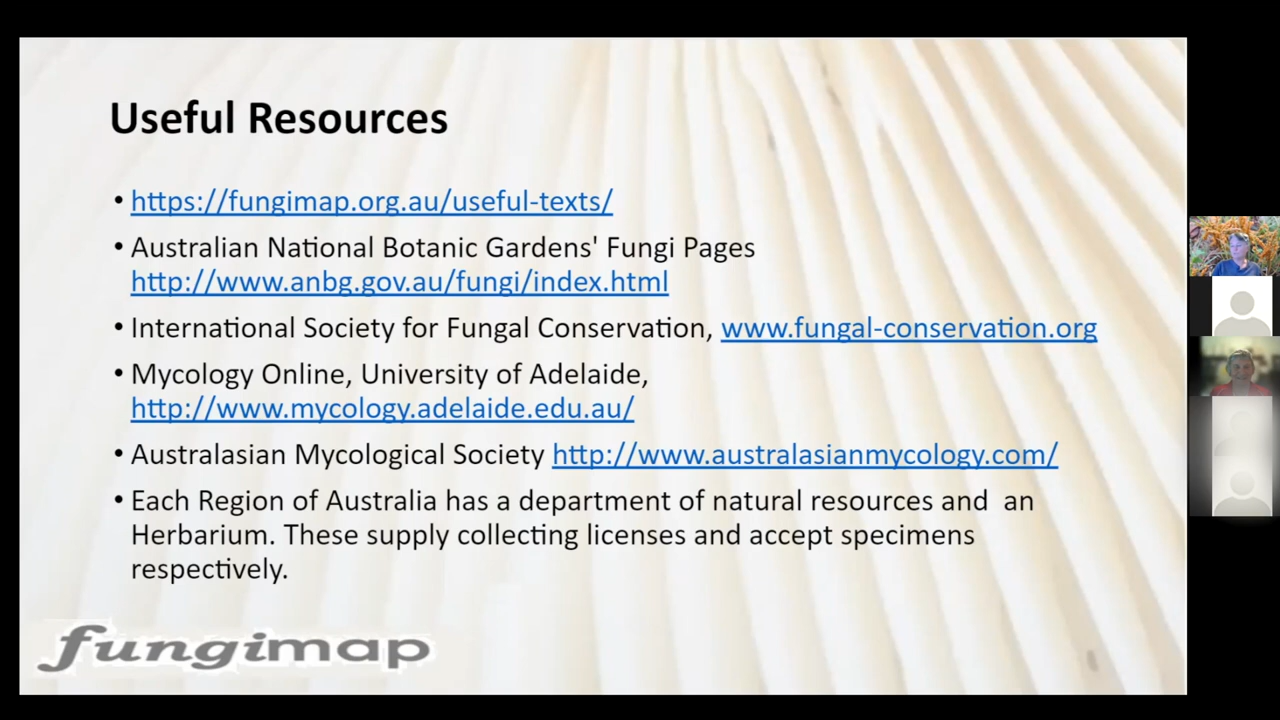 Useful Resources
• https://fungimap.org.au/useful-texts/
• Australian National Botanic Gardens' Fungi Pages
http://www.anbg.gov.au/fungi/index.html
• International Society for Fungal Conservation, www.fungal-conservation.org
• Mycology Online, University of Adelaide,
http://www.mycology.adelaide.edu.au/
• Australasian Mycological Society http://www.australasianmycology.com/
• Each Region of Australia has a department of natural resources and  an
Herbarium. These supply collecting licenses and accept specimens
respectively.
fungimap